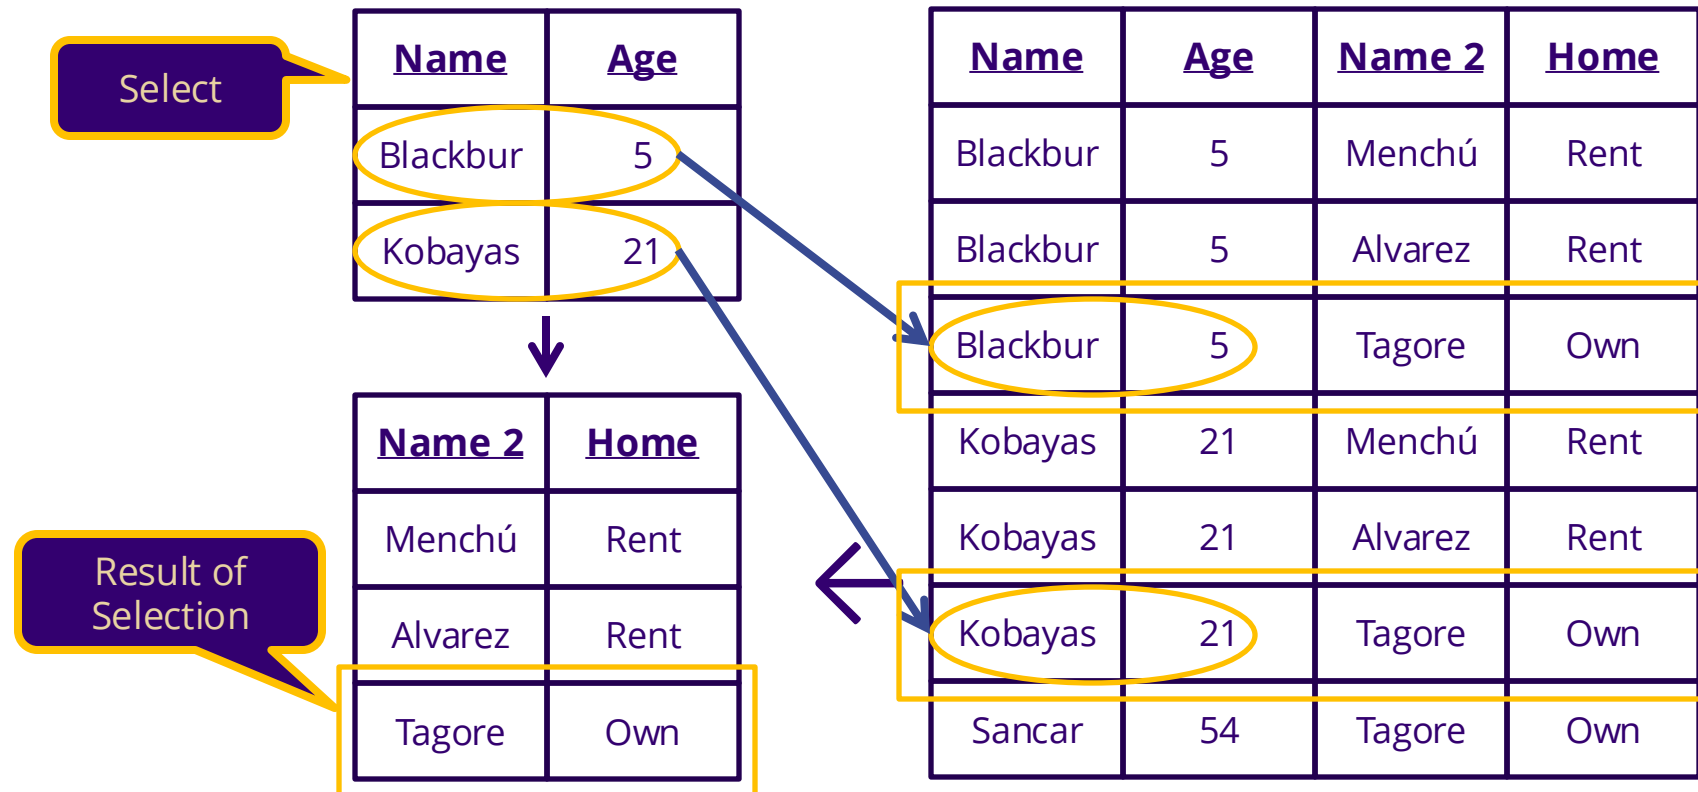 Select
Name Age
Blackbur 5
Kobayas 21
Name 2 Home
Menchú Rent
Alvarez Rent
Tagore Own
Result of
Selection
Name Age Name 2 Home
Blackbur 5 Menchú Rent
Blackbur 5 Alvarez Rent
Blackbur 5 Tagore Own
Kobayas 21 Menchú Rent
Kobayas 21 Alvarez Rent
Kobayas 21 Tagore Own
Sancar 54 Tagore Own